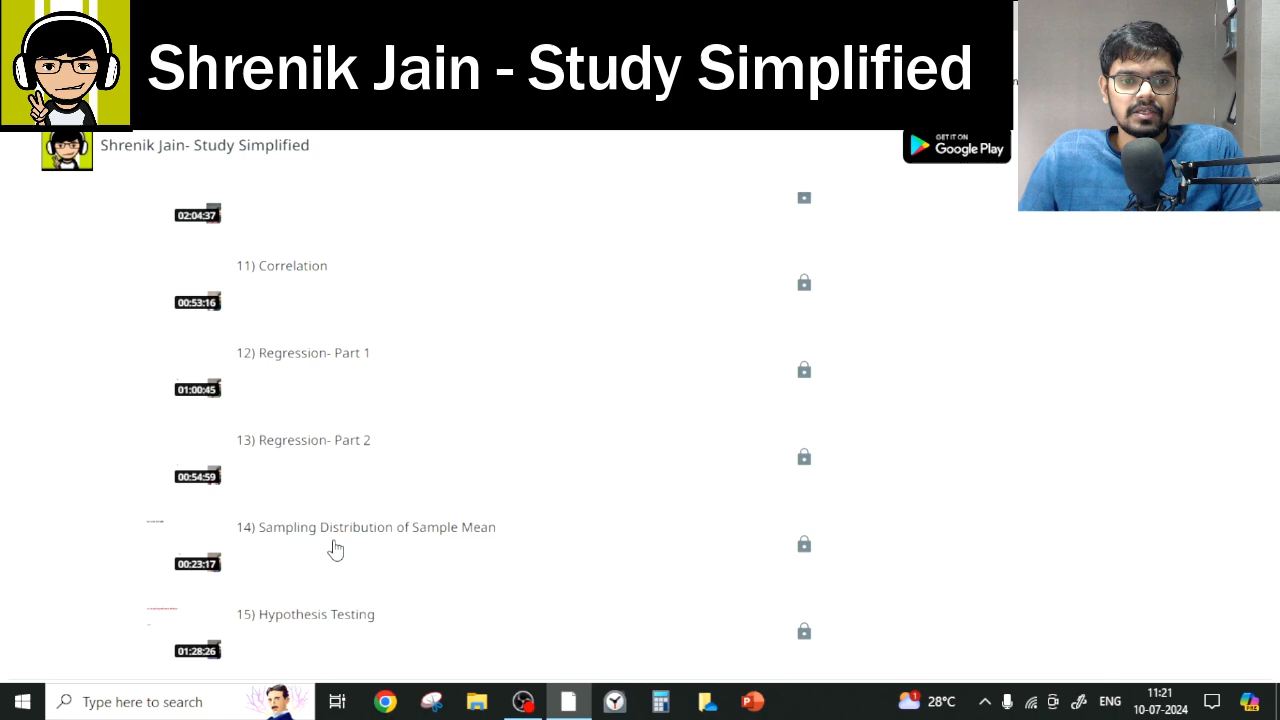 Shrenik Jain - Study Simplified
Shrenik Jain- Study Simplified
GET IT ON
Google Play
02:04:37
11) Correlation
00:53:16
12) Regression- Part 1
01:00:45
13) Regression- Part 2
00:54:59
14) Sampling Distribution of Sample Mean
00:23:17
15) Hypothesis Testing
01:28:26
Type here to search
1
28°C
ENG
11:21
10-07-2024